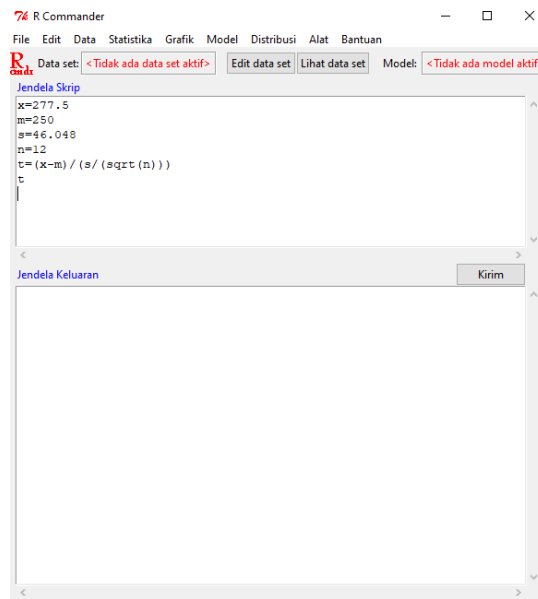 R Commander
File Edit Data Statistika Grafik Model Distribusi Alat Bantuan
R Cmdr Data set: <Tidak ada data set aktif> Edit data set Lihat data set Model: <Tidak ada model aktif
Jendela Skrip
x=277.5
m=250
s=46.048
n=12
t=(x-m)/(s/(sqrt(n)))
t
Jendela Keluaran Kirim